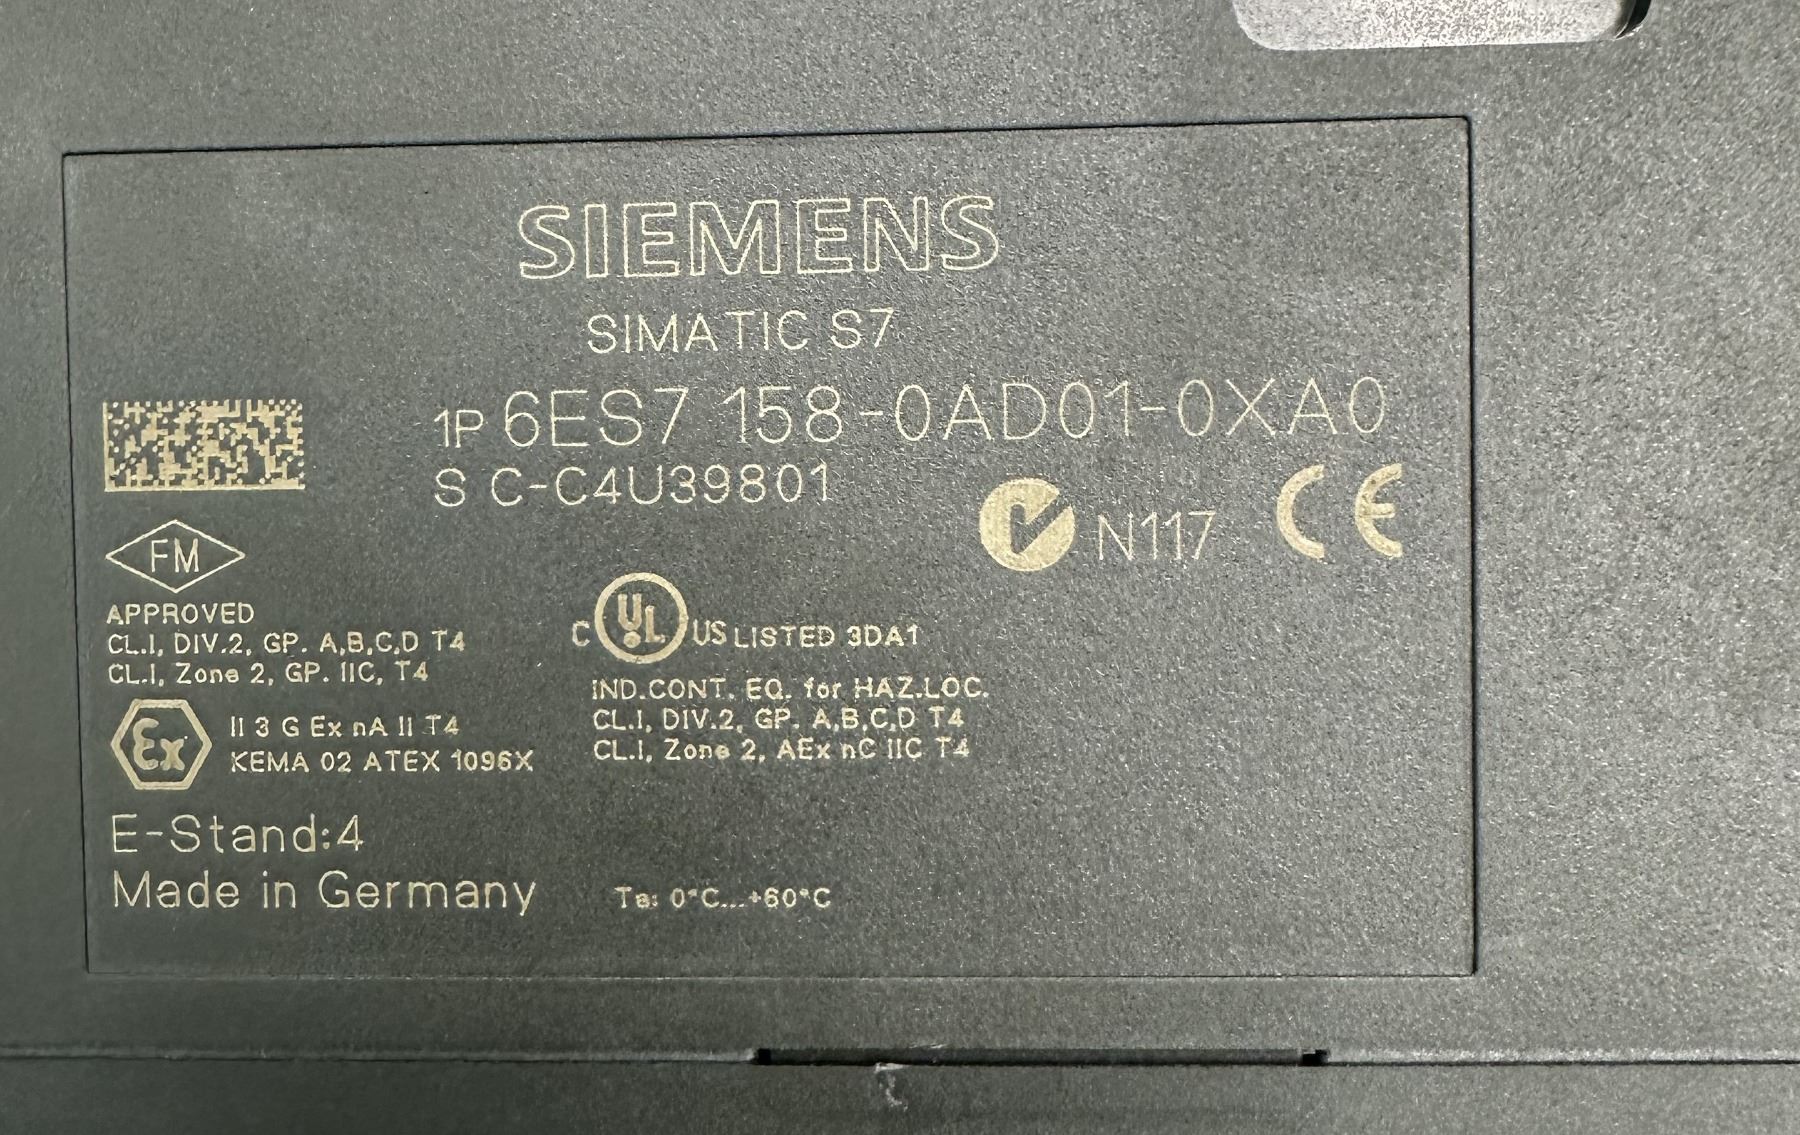 SIEMENS
SIMATIC S7
1P 6ES7 158-0AD01-0XA0
S C-C4U39801
N117 CE
FM
APPROVED
CL.I, DIV.2, GP. A,B,C,D T4
CL.I, Zone 2, GP. IIC, T4
C UL US LISTED 3DA1
IND.CONT. EQ. for HAZ.LOC.
CL.I, DIV.2, GP. A,B,C,D T4
CL.I, Zone 2, AEx nC IIC T4
Ex II 3 G Ex nA II T4
KEMA 02 ATEX 1096X
E-Stand:4
Made in Germany
Ta: 0°C...+60°C